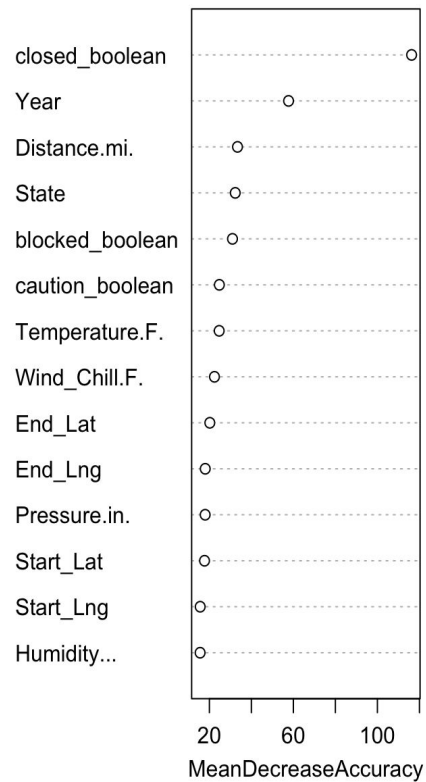 closed_boolean
Year
Distance.mi.
State
blocked_boolean
caution_boolean
Temperature.F.
Wind_Chill.F.
End_Lat
End_Lng
Pressure.in.
Start_Lat
Start_Lng
Humidity...
20 60 100
MeanDecreaseAccuracy